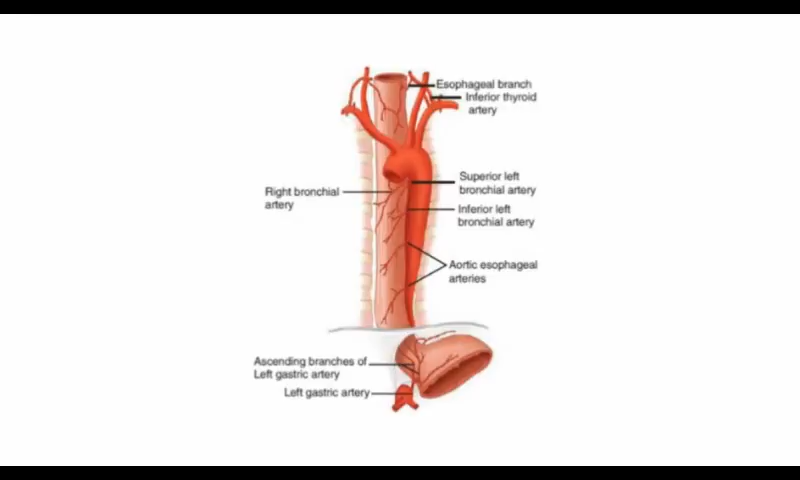 Esophageal branch
Inferior thyroid
artery
Superior left
bronchial artery
Right bronchial
artery
Inferior left
bronchial artery
Aortic esophageal
arteries
Ascending branches of
Left gastric artery
Left gastric artery